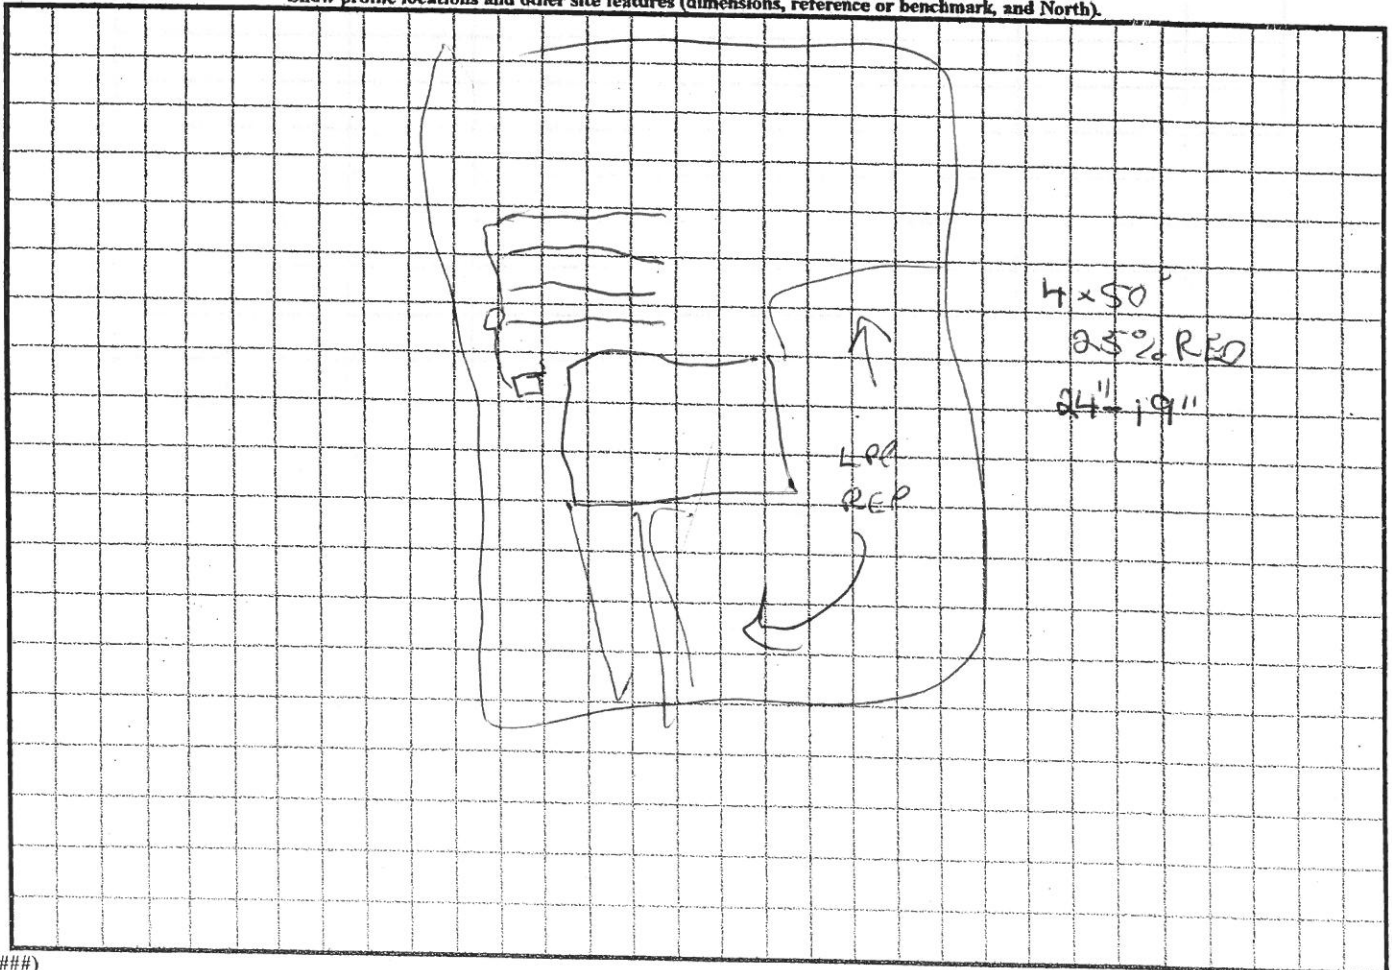 Show profile locations and other site features (dimensions, reference or benchmark, and North).
4 x 50'
25% RED
24"-19"
LPP
REP
###)